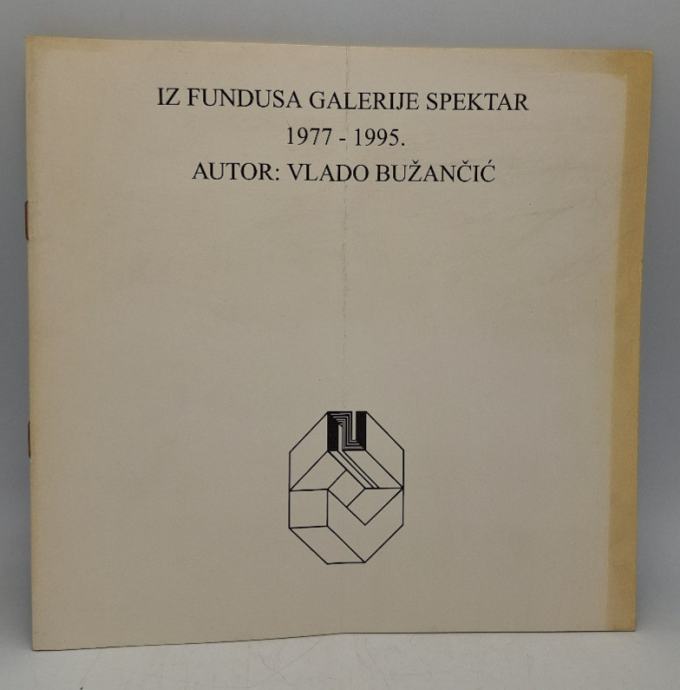 IZ FUNDUSA GALERIJE SPEKTAR
1977 - 1995.
AUTOR: VLADO BUŽANČIĆ